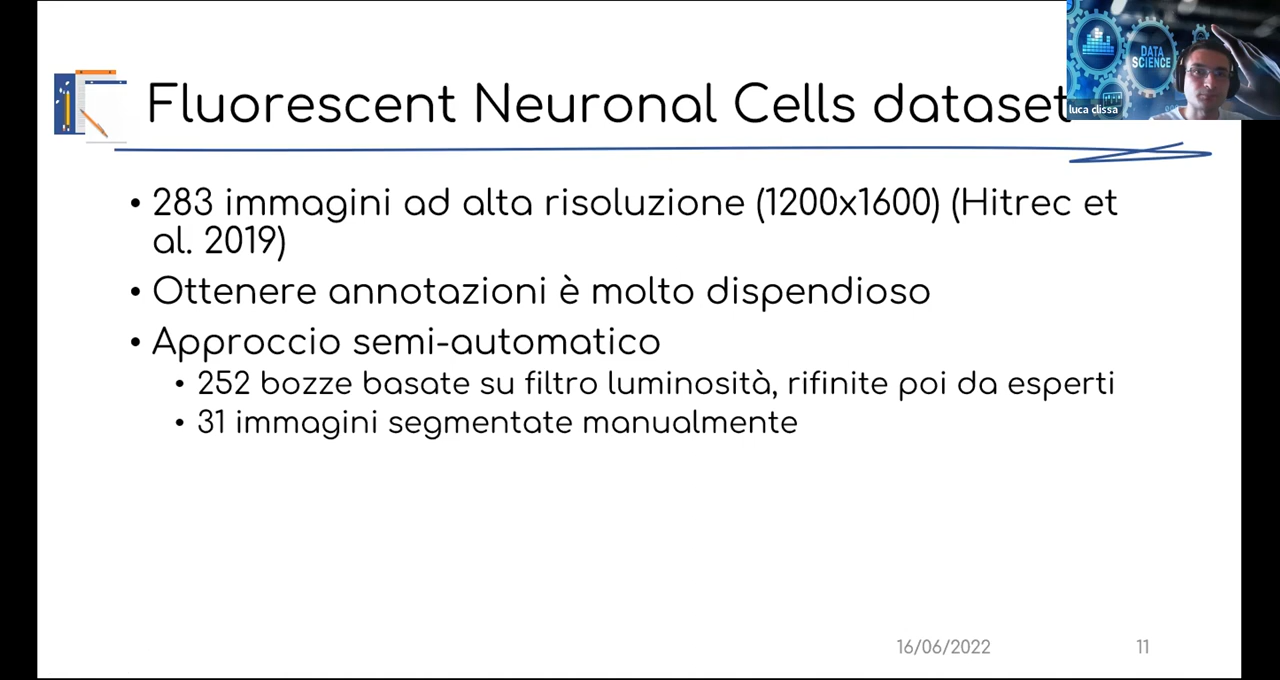 DATA
SCIENCE
luca clissa
Fluorescent Neuronal Cells dataset
• 283 immagini ad alta risoluzione (1200x1600) (Hitrec et
al. 2019)
• Ottenere annotazioni è molto dispendioso
• Approccio semi-automatico
• 252 bozze basate su filtro luminosità, rifinite poi da esperti
• 31 immagini segmentate manualmente
16/06/2022
11